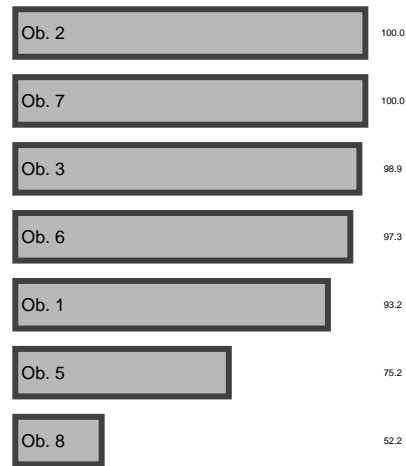 Ob. 2 100.0
Ob. 7 100.0
Ob. 3 98.9
Ob. 6 97.3
Ob. 1 93.2
Ob. 5 75.2
Ob. 8 52.2